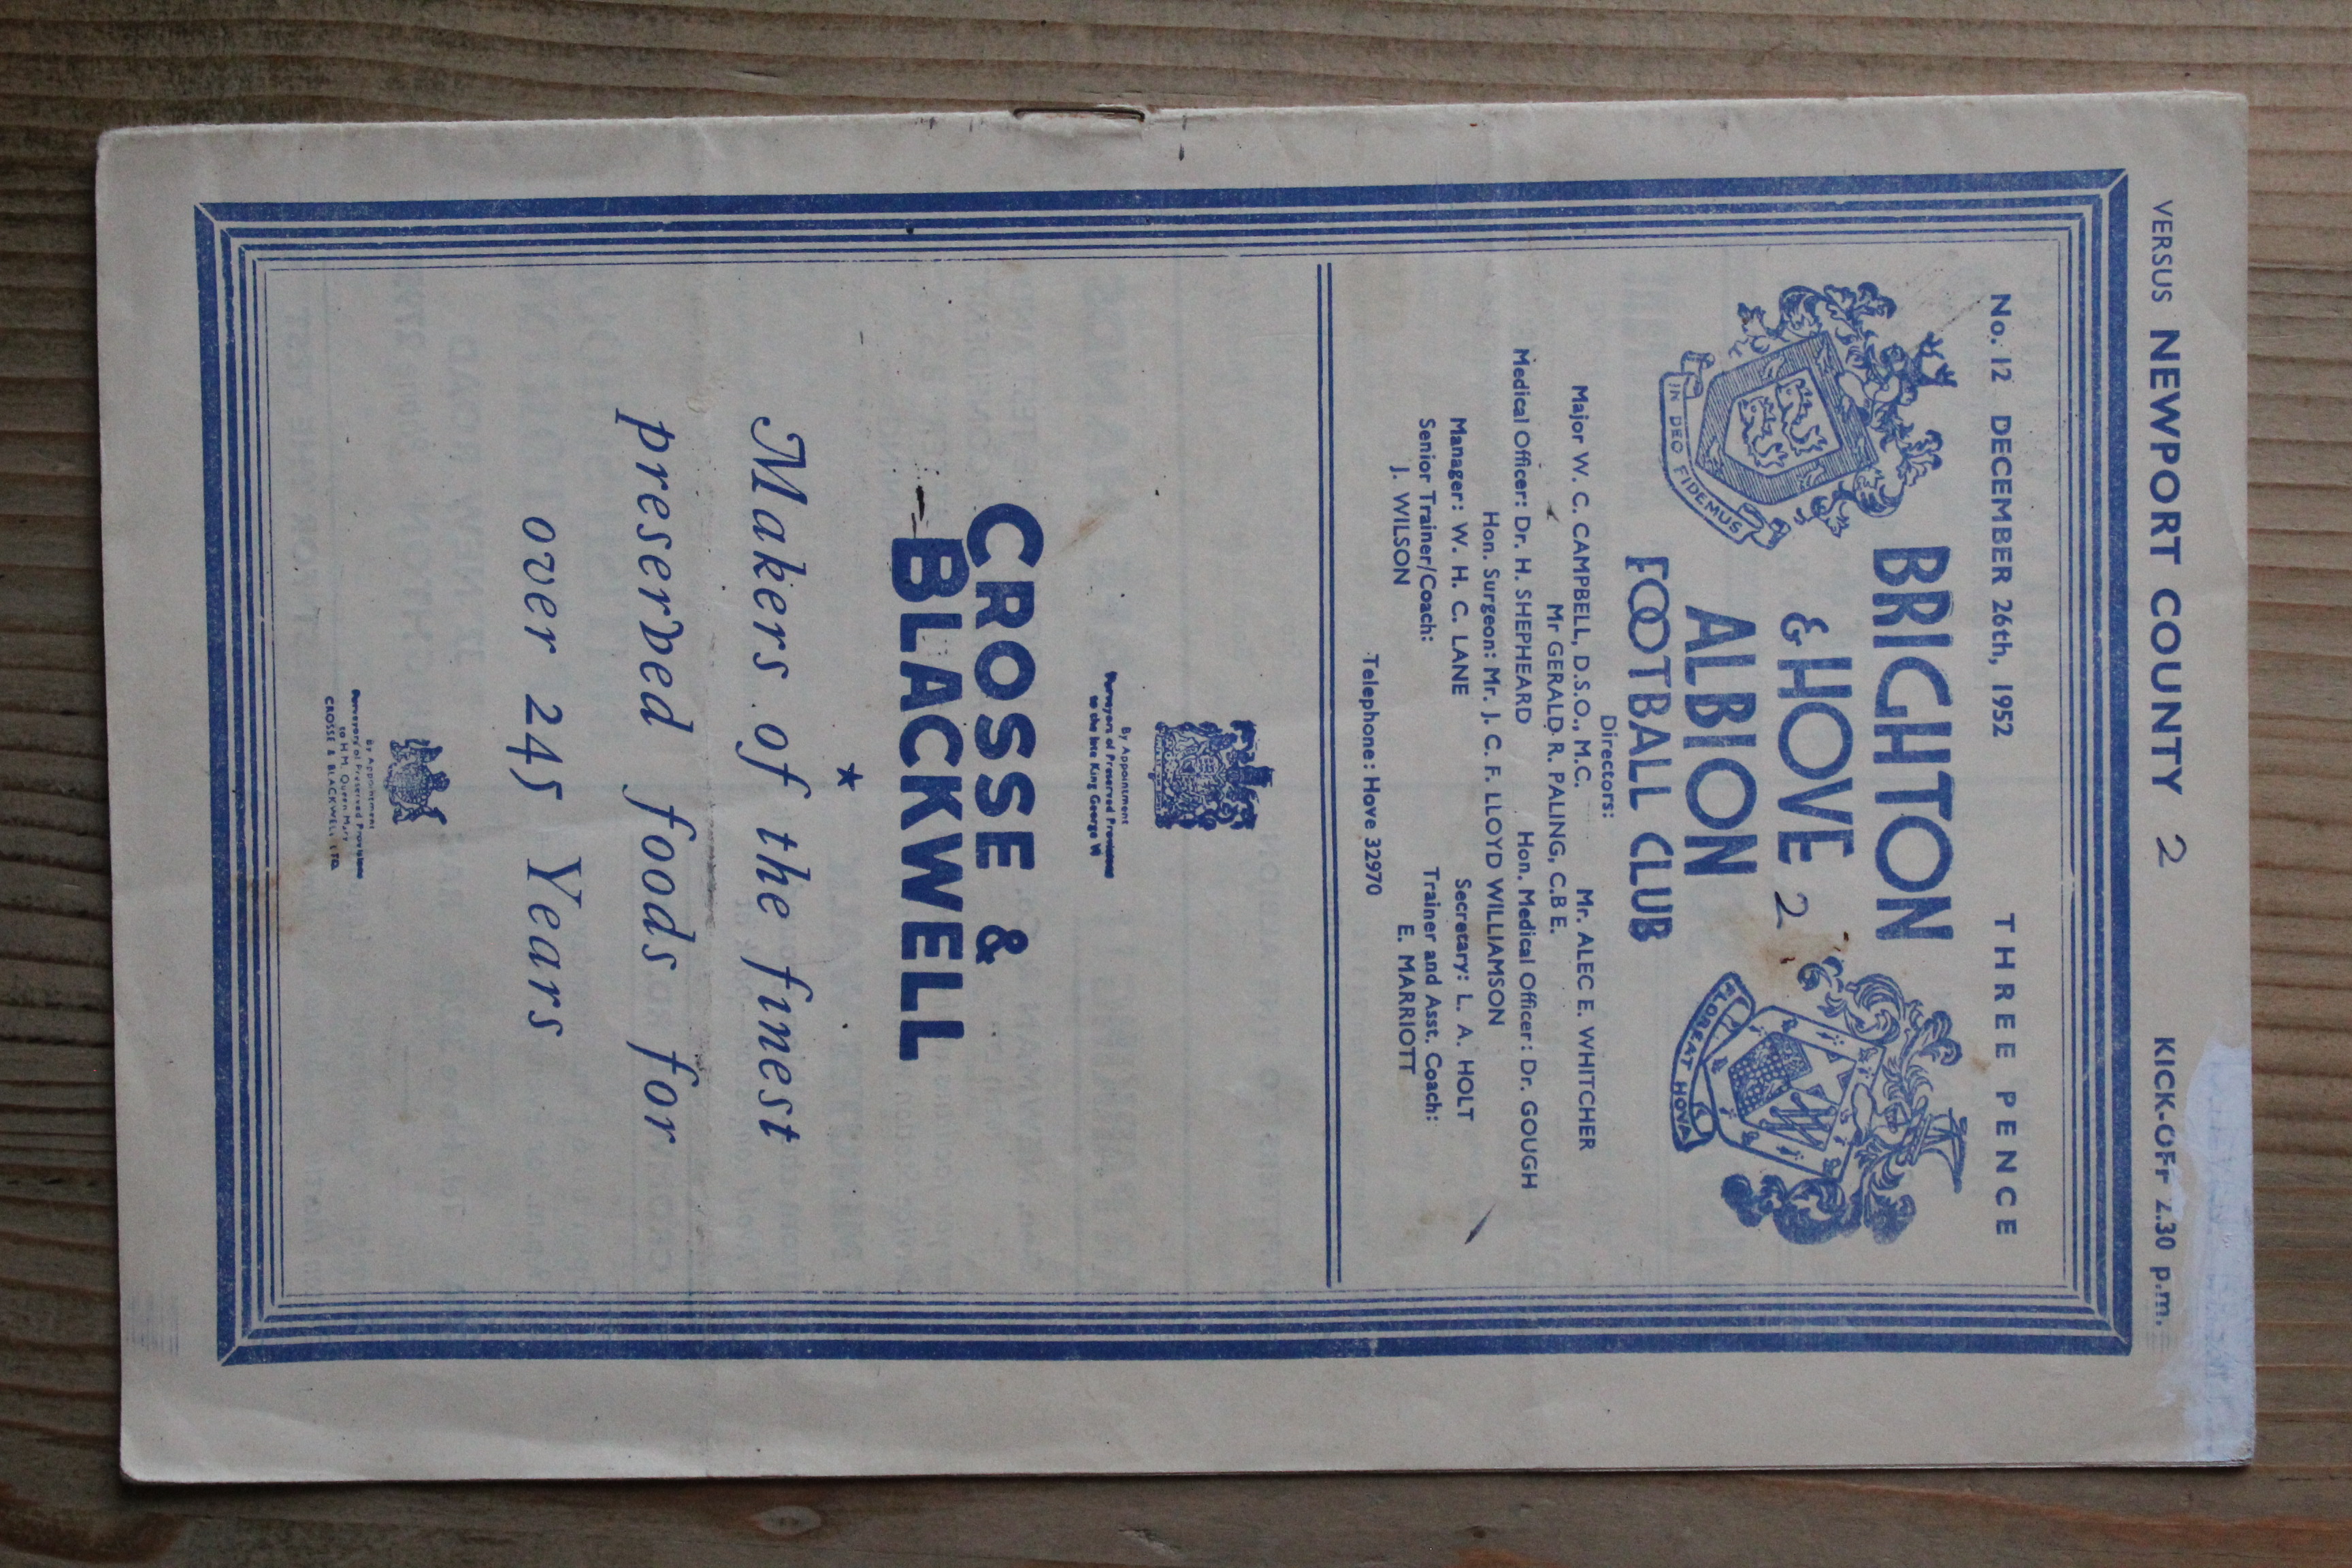 VERSUS NEWPORT COUNTY 2 KICK-OFF 2.30 p.m.
No. 12 DECEMBER 26th, 1952 THREE PENCE
BRIGHTON
& HOVE 2
ALBION
FOOTBALL CLUB
IN DEO FIDEMUS
FLOREAT HOVA
Directors:
Major W. C. CAMPBELL, D.S.O., M.C. Mr. ALEC E. WHITCHER
Mr GERALD R. PALING, C.B E.
Medical Officer: Dr. H. SHEPHEARD Hon. Medical Officer: Dr. GOUGH
Hon. Surgeon: Mr. J. C. F. LLOYD WILLIAMSON
Manager: W. H. C. LANE Secretary: L. A. HOLT
Senior Trainer/Coach: Trainer and Asst. Coach:
J. WILSON E. MARRIOTT
Telephone: Hove 32970
By Appointment
Purveyors of Preserved Provisions
to the late King George VI
CROSSE &
BLACKWELL
★
Makers of the finest
preserved foods for
over 245 Years
By Appointment
Purveyors of Preserved Provisions
to H.M. Queen Mary
CROSSE & BLACKWELL LTD.